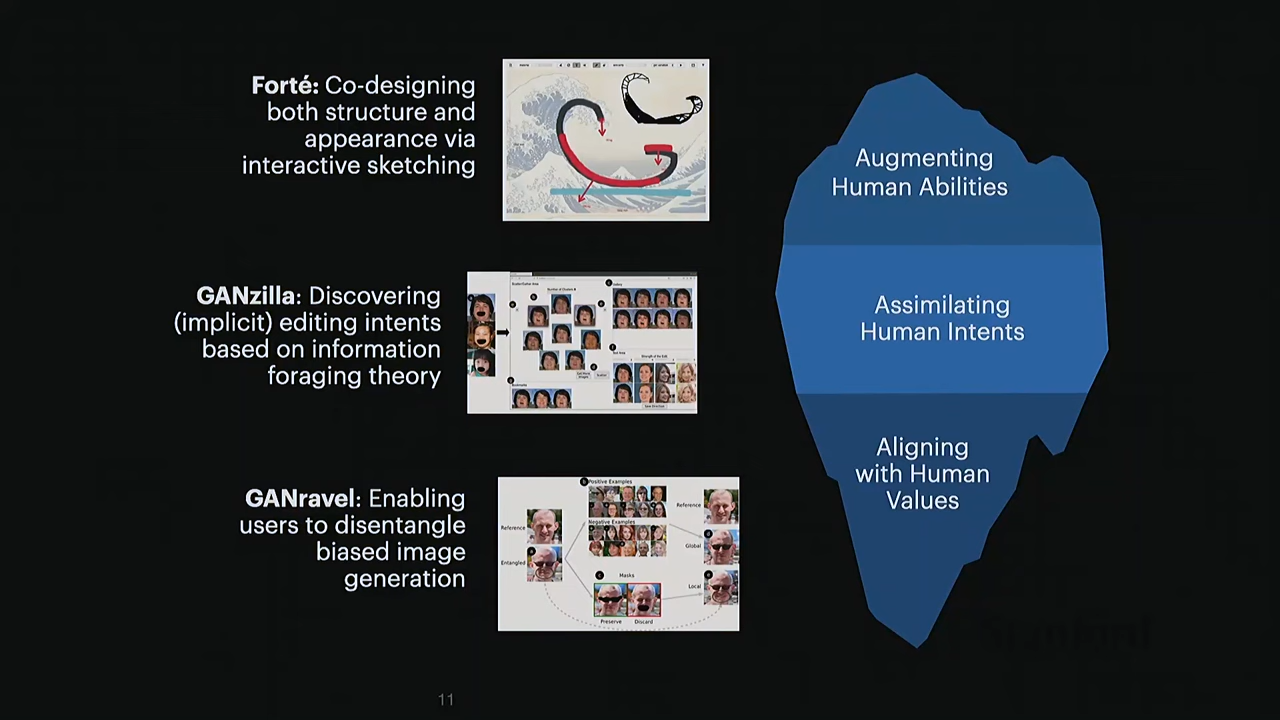 Forté: Co-designing
both structure and
appearance via
interactive sketching
Augmenting
Human Abilities
GANzilla: Discovering
(implicit) editing intents
based on information
foraging theory
Assimilating
Human Intents
GANravel: Enabling
users to disentangle
biased image
generation
Positive Examples
Reference
Negative Examples
Entangled
Masks
Preserve
Discard
Reference
Global
Local
Aligning
with Human
Values
11